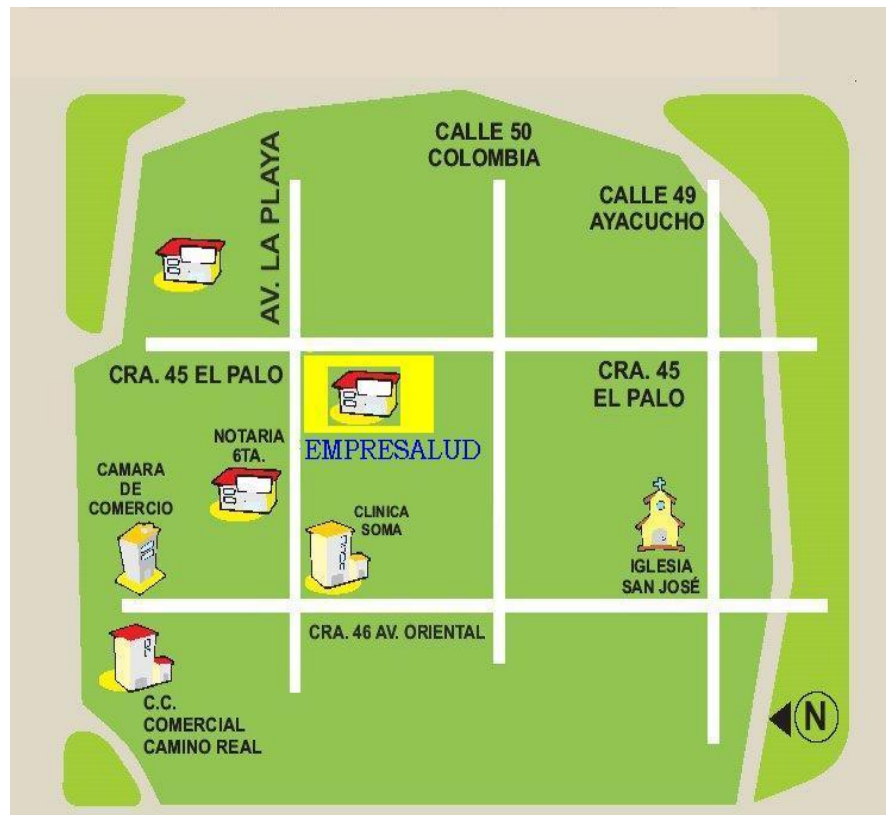 CALLE 50
COLOMBIA
AV. LA PLAYA
CALLE 49
AYACUCHO
CRA. 45 EL PALO
CRA. 45
EL PALO
NOTARIA
6TA.
EMPRESALUD
CAMARA
DE
COMERCIO
CLINICA
SOMA
IGLESIA
SAN JOSÉ
CRA. 46 AV. ORIENTAL
C.C.
COMERCIAL
CAMINO REAL
N